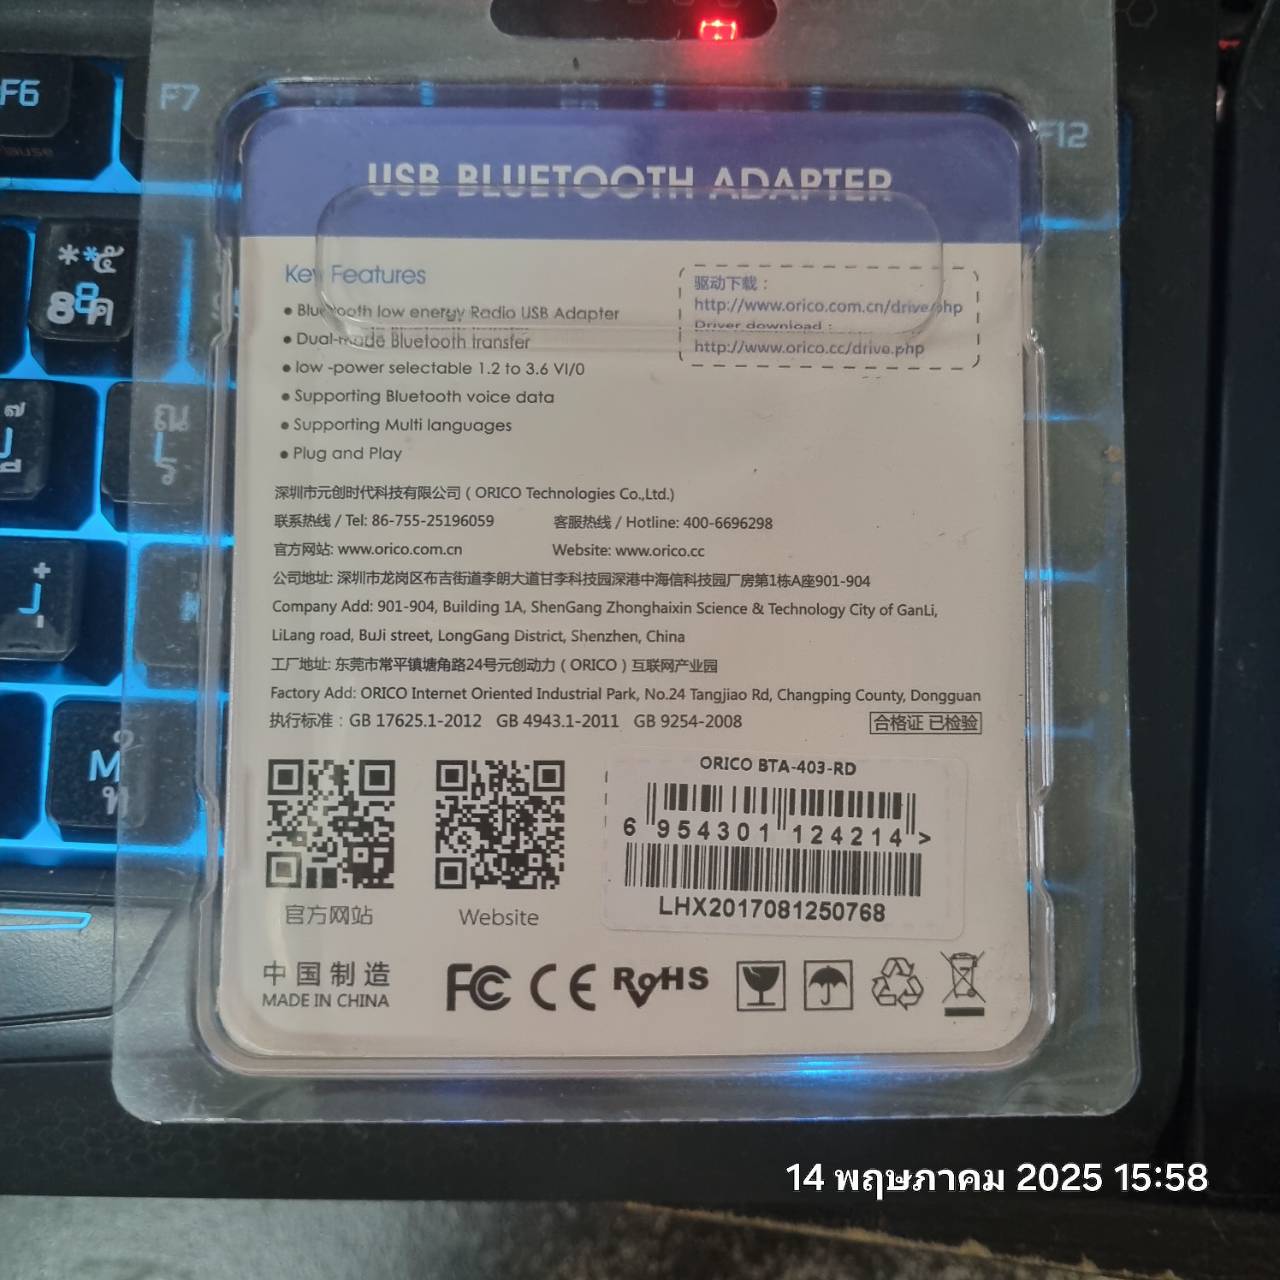 F6
F7
F12
USB BLUETOOTH ADAPTER
Key Features
• Bluetooth low energy Radio USB Adapter
• Dual-mode Bluetooth transfer
• low -power selectable 1.2 to 3.6 VI/0
• Supporting Bluetooth voice data
• Supporting Multi languages
• Plug and Play
驱动下载：
http://www.orico.com.cn/drive/php
Driver download：
http://www.orico.cc/drive.php
深圳市元创时代科技有限公司 ( ORICO Technologies Co.,Ltd.)
联系热线 / Tel: 86-755-25196059 客服热线 / Hotline: 400-6696298
官方网站: www.orico.com.cn Website: www.orico.cc
公司地址: 深圳市龙岗区布吉街道李朗大道甘李科技园深港中海信科技园厂房第1栋A座901-904
Company Add: 901-904, Building 1A, ShenGang Zhonghaixin Science & Technology City of GanLi,
LiLang road, BuJi street, LongGang District, Shenzhen, China
工厂地址: 东莞市常平镇塘角路24号元创动力 ( ORICO ) 互联网产业园
Factory Add: ORICO Internet Oriented Industrial Park, No.24 Tangjiao Rd, Changping County, Dongguan
执行标准：GB 17625.1-2012 GB 4943.1-2011 GB 9254-2008
合格证 已检验
ORICO BTA-403-RD
6 954301 124214 >
LHX2017081250768
官方网站
Website
中国制造
MADE IN CHINA
FC CE RoHS
14 พฤษภาคม 2025 15:58